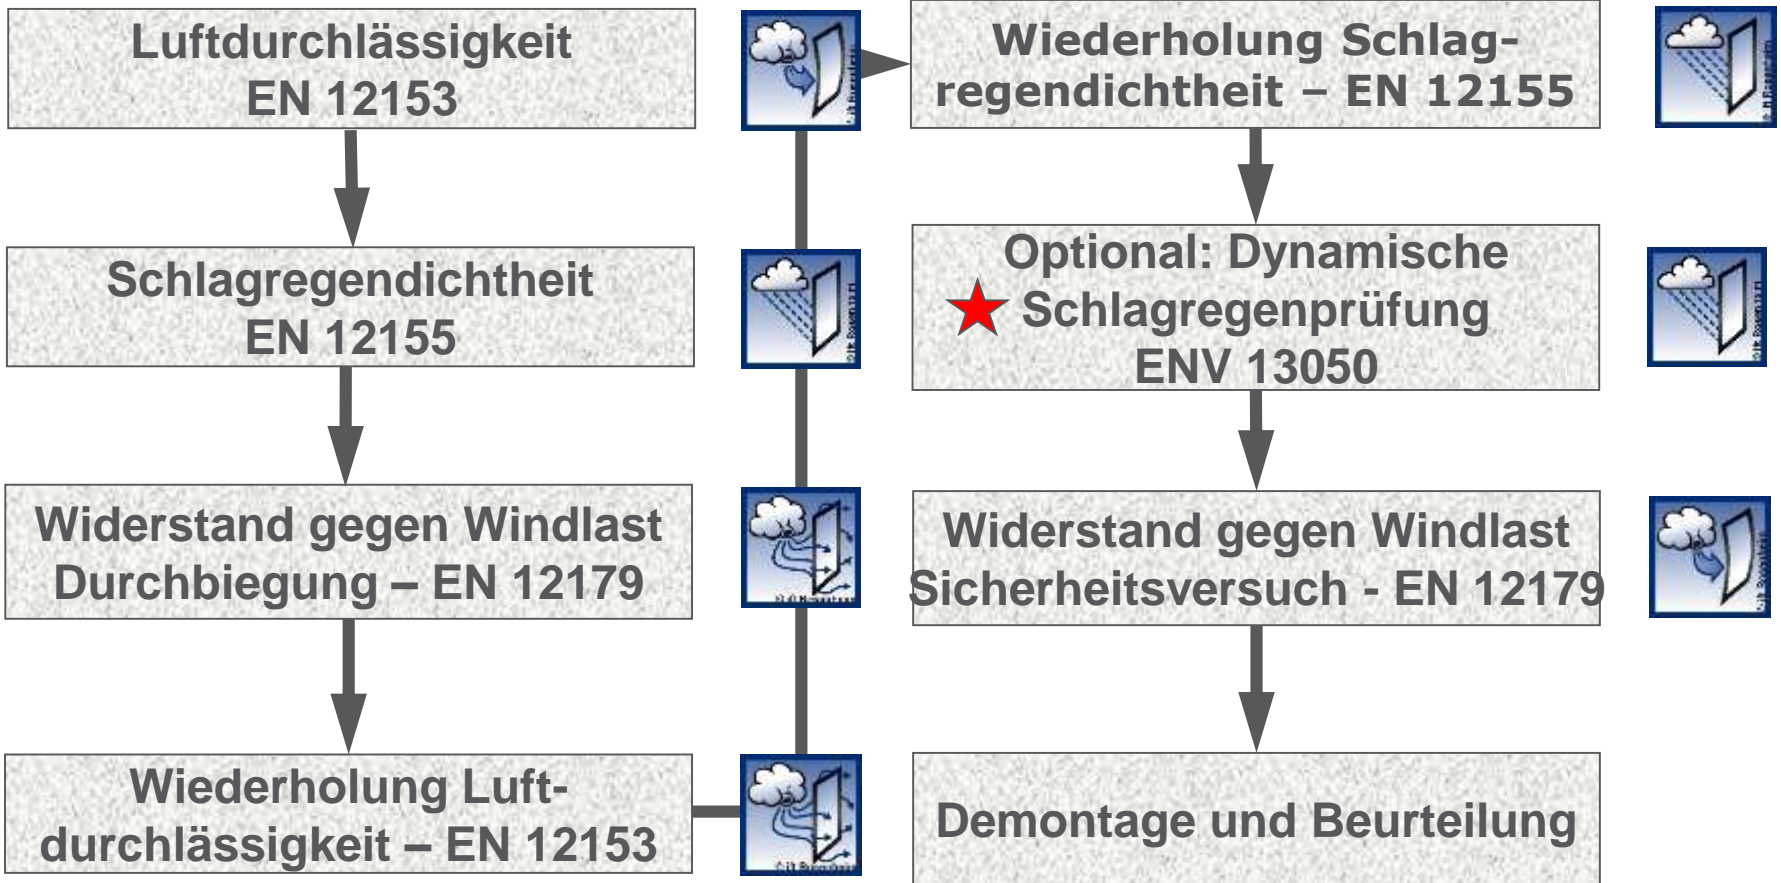 Luftdurchlässigkeit
EN 12153
Schlagregendichtheit
EN 12155
Widerstand gegen Windlast
Durchbiegung – EN 12179
Wiederholung Luft-
durchlässigkeit – EN 12153
Wiederholung Schlag-
regendichtheit – EN 12155
Optional: Dynamische
Schlagregenprüfung
ENV 13050
Widerstand gegen Windlast
Sicherheitsversuch - EN 12179
Demontage und Beurteilung